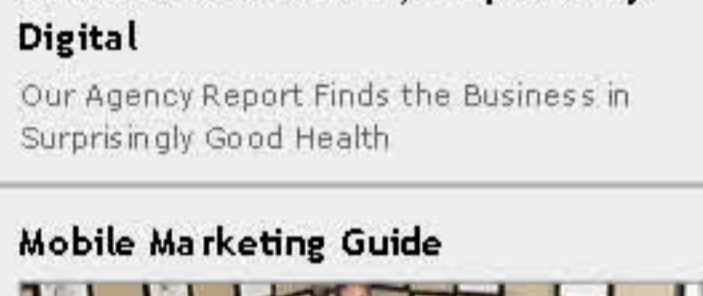 Digital
Our Agency Report Finds the Business in
Surprisingly Good Health
Mobile Marketing Guide